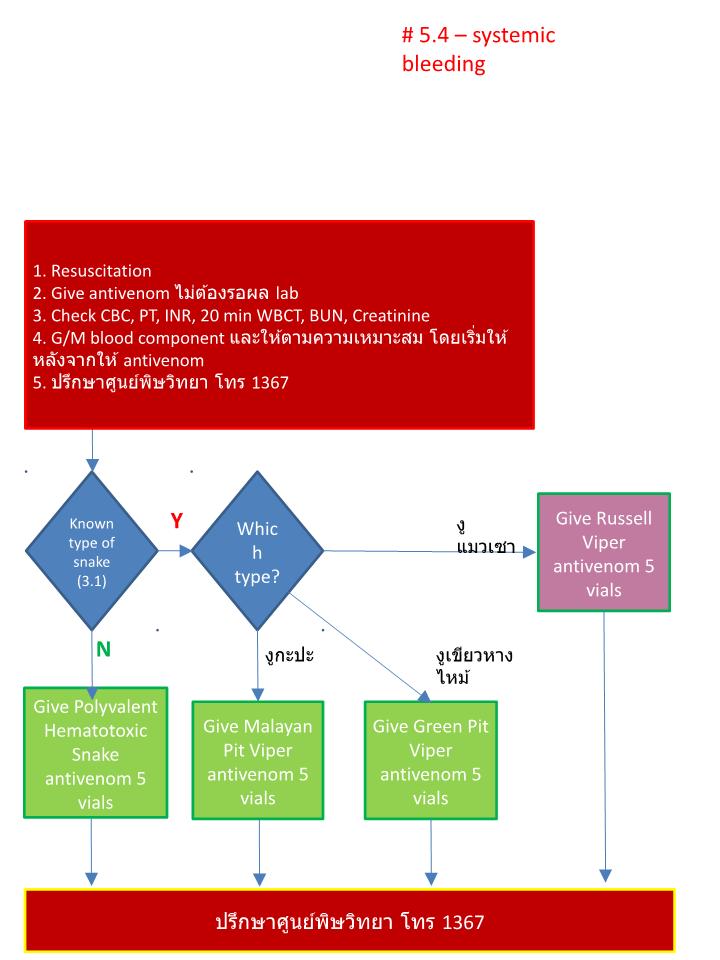 # 5.4 – systemic
bleeding
1. Resuscitation
2. Give antivenom ไม่ต้องรอผล lab
3. Check CBC, PT, INR, 20 min WBCT, BUN, Creatinine
4. G/M blood component และให้ตามความเหมาะสม โดยเริ่มให้
หลังจากให้ antivenom
5. ปรึกษาศูนย์พิษวิทยา โทร 1367
Known
type of
snake
(3.1)
Y
Whic
h
type?
งู
แมวเซา
Give Russell
Viper
antivenom 5
vials
N
งูกะปะ
งูเขียวหาง
ไหม้
Give Polyvalent
Hematotoxic
Snake
antivenom 5
vials
Give Malayan
Pit Viper
antivenom 5
vials
Give Green Pit
Viper
antivenom 5
vials
ปรึกษาศูนย์พิษวิทยา โทร 1367